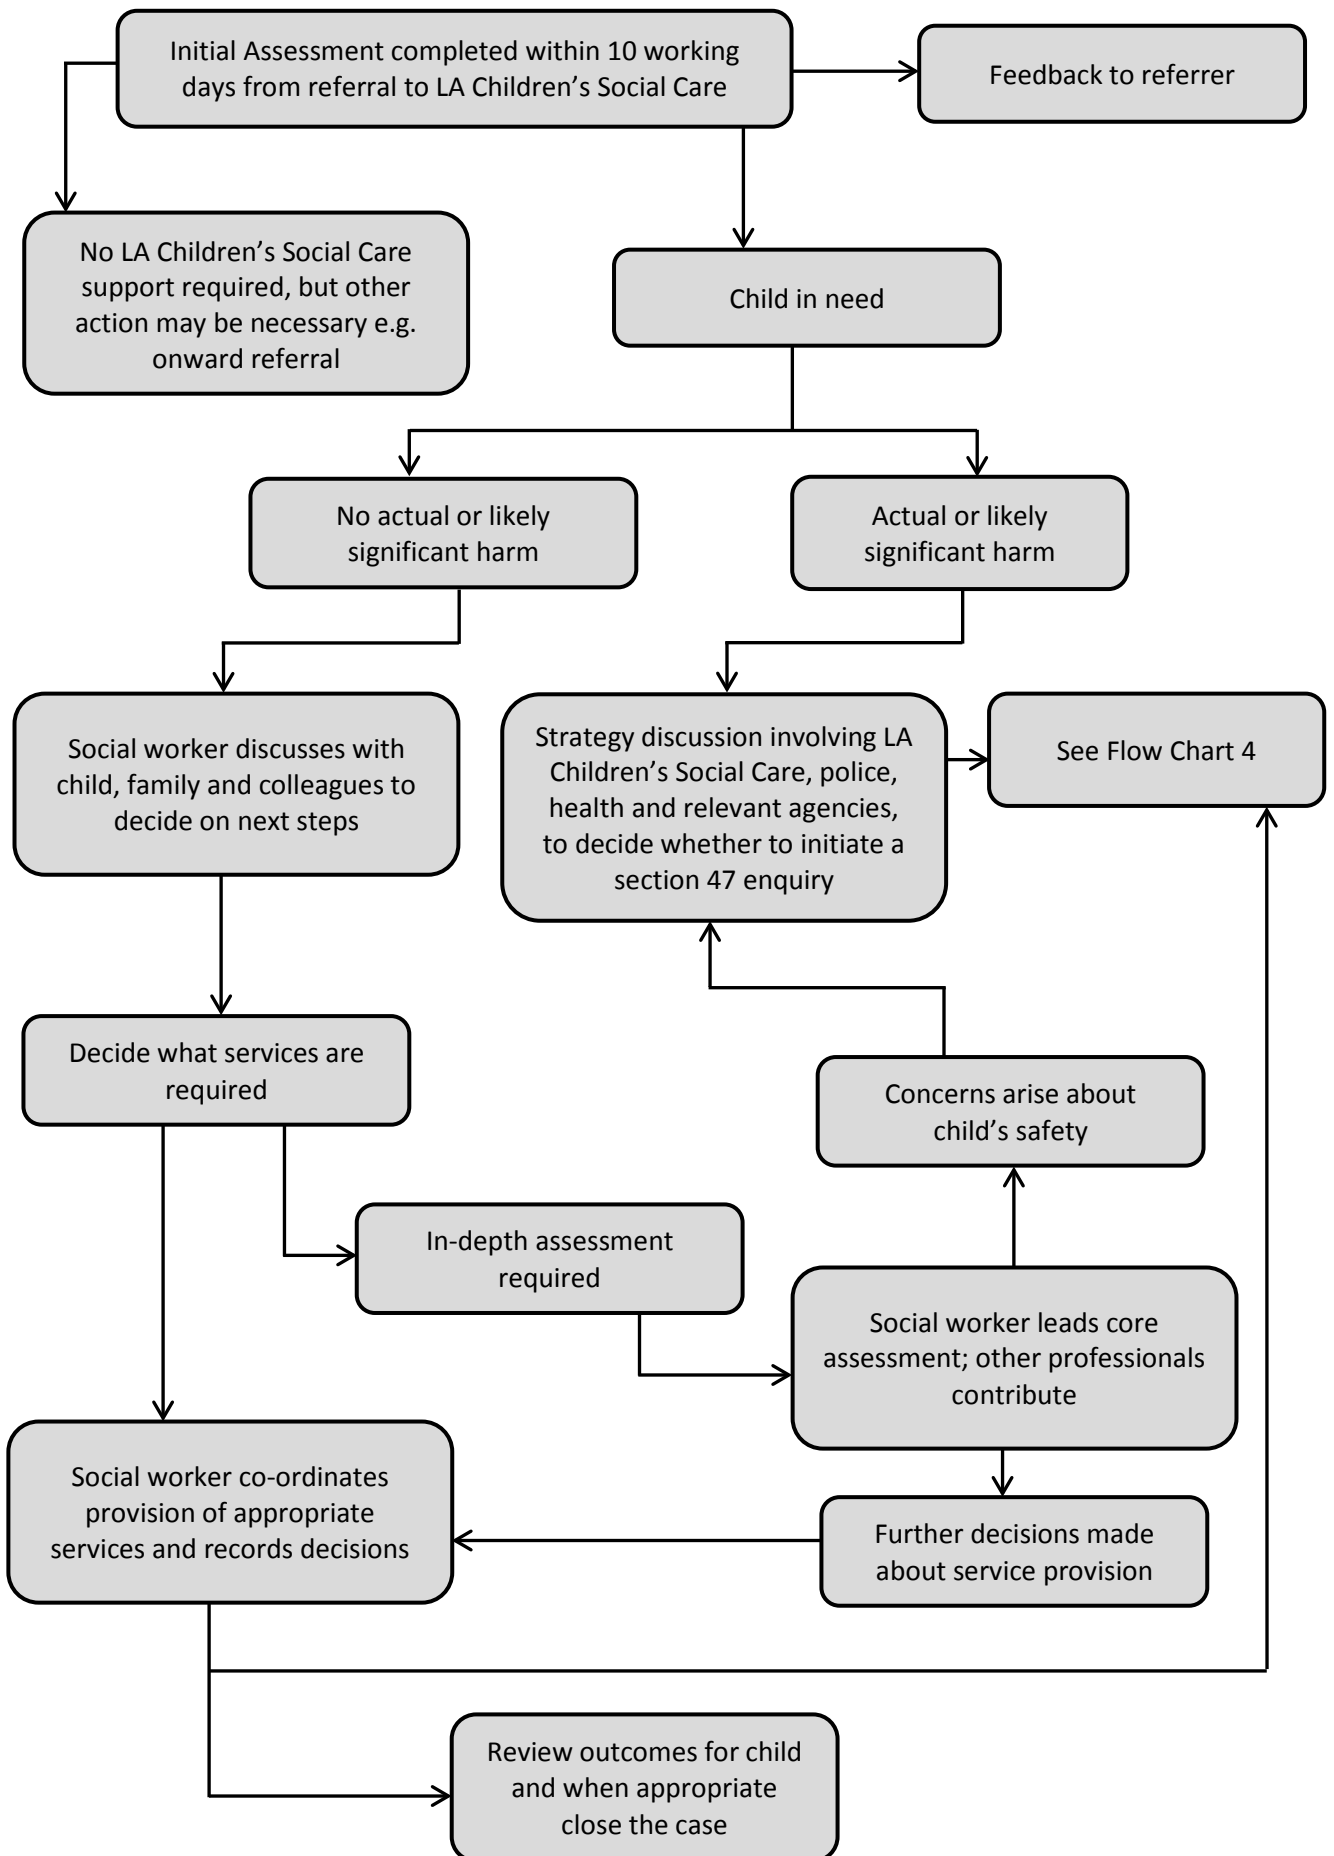 Initial Assessment completed within 10 working
days from referral to LA Children’s Social Care
Feedback to referrer
No LA Children’s Social Care
support required, but other
action may be necessary e.g.
onward referral
Child in need
No actual or likely
significant harm
Actual or likely
significant harm
Social worker discusses with
child, family and colleagues to
decide on next steps
Strategy discussion involving LA
Children’s Social Care, police,
health and relevant agencies,
to decide whether to initiate a
section 47 enquiry
See Flow Chart 4
Decide what services are
required
Concerns arise about
child’s safety
In-depth assessment
required
Social worker leads core
assessment; other professionals
contribute
Social worker co-ordinates
provision of appropriate
services and records decisions
Further decisions made
about service provision
Review outcomes for child
and when appropriate
close the case